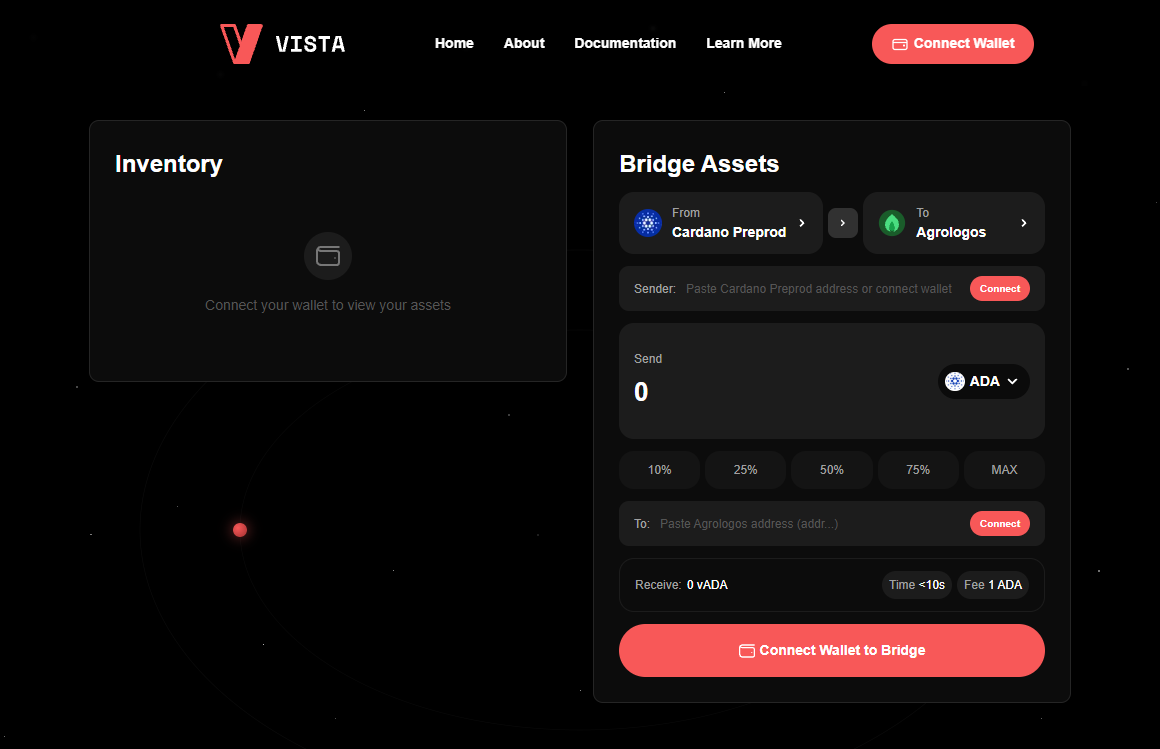 VISTA
Home About Documentation Learn More
Connect Wallet
Inventory
Connect your wallet to view your assets
Bridge Assets
From
Cardano Preprod
To
Agrologos
Sender: Paste Cardano Preprod address or connect wallet Connect
Send
0
ADA
10% 25% 50% 75% MAX
To: Paste Agrologos address (addr...) Connect
Receive: 0 vADA Time <10s Fee 1 ADA
Connect Wallet to Bridge